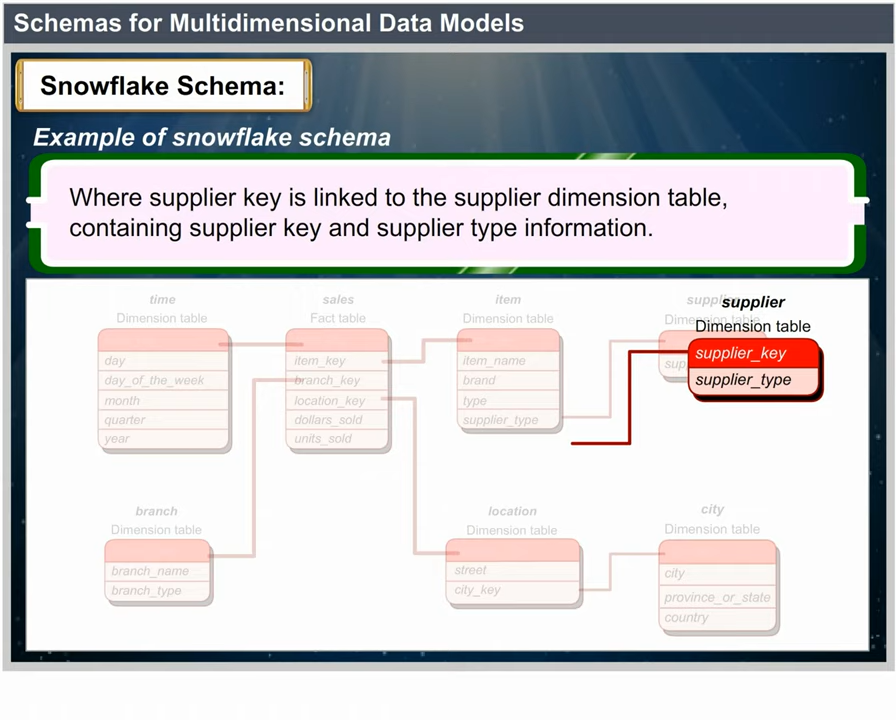 Schemas for Multidimensional Data Models
Snowflake Schema:
Example of snowflake schema
Where supplier key is linked to the supplier dimension table,
containing supplier key and supplier type information.
time
Dimension table
day
day_of_the_week
month
quarter
year
sales
Fact table
item_key
branch_key
location_key
dollars_sold
units_sold
item
Dimension table
item_name
brand
type
supplier_type
supplier
Dimension table
supplier_key
supplier_type
branch
Dimension table
branch_name
branch_type
location
Dimension table
street
city_key
city
Dimension table
city
province_or_state
country